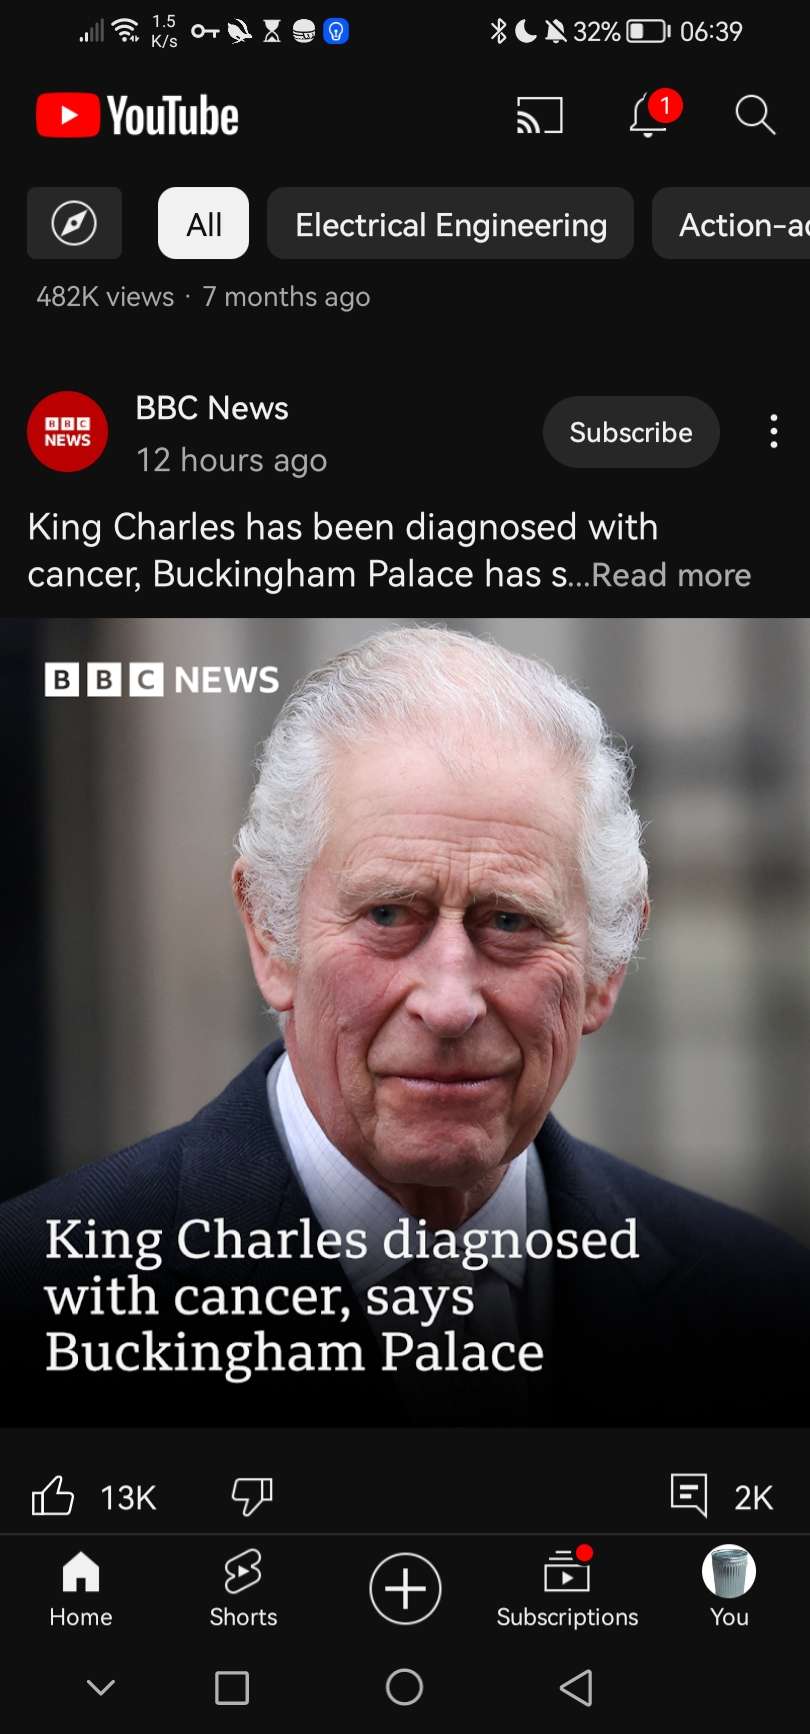 1.5
K/s
32%
06:39
YouTube
1
All
Electrical Engineering
Action-a
482K views · 7 months ago
BBC
NEWS
BBC News
12 hours ago
Subscribe
King Charles has been diagnosed with
cancer, Buckingham Palace has s...Read more
BBC NEWS
King Charles diagnosed
with cancer, says
Buckingham Palace
13K
2K
Home
Shorts
Subscriptions
You